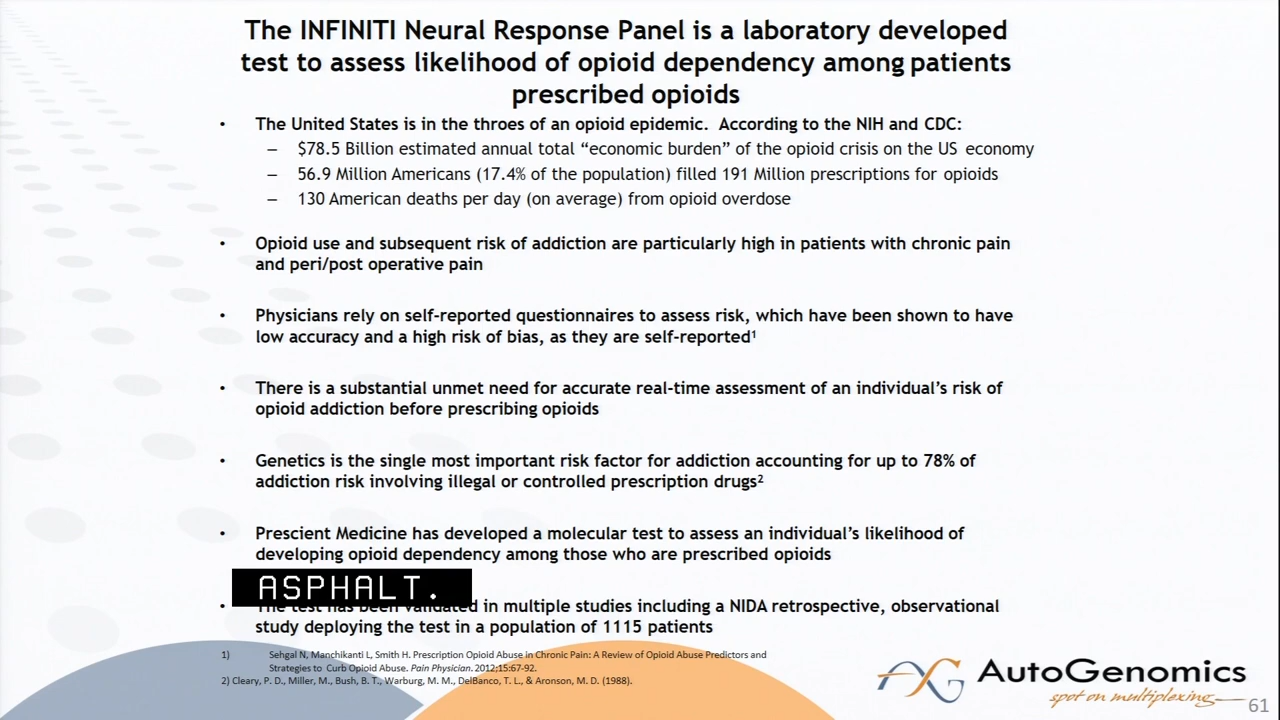 The INFINITI Neural Response Panel is a laboratory developed
test to assess likelihood of opioid dependency among patients
prescribed opioids
• The United States is in the throes of an opioid epidemic. According to the NIH and CDC:
– $78.5 Billion estimated annual total “economic burden” of the opioid crisis on the US economy
– 56.9 Million Americans (17.4% of the population) filled 191 Million prescriptions for opioids
– 130 American deaths per day (on average) from opioid overdose
• Opioid use and subsequent risk of addiction are particularly high in patients with chronic pain
and peri/post operative pain
• Physicians rely on self-reported questionnaires to assess risk, which have been shown to have
low accuracy and a high risk of bias, as they are self-reported¹
• There is a substantial unmet need for accurate real-time assessment of an individual’s risk of
opioid addiction before prescribing opioids
• Genetics is the single most important risk factor for addiction accounting for up to 78% of
addiction risk involving illegal or controlled prescription drugs²
• Prescient Medicine has developed a molecular test to assess an individual’s likelihood of
developing opioid dependency among those who are prescribed opioids
ASPHALT.
• The test has been validated in multiple studies including a NIDA retrospective, observational
study deploying the test in a population of 1115 patients
1) Sehgal N, Manchikanti L, Smith H. Prescription Opioid Abuse in Chronic Pain: A Review of Opioid Abuse Predictors and
Strategies to Curb Opioid Abuse. Pain Physician. 2012;15:67-92.
2) Cleary, P. D., Miller, M., Bush, B. T., Warburg, M. M., DelBanco, T. L., & Aronson, M. D. (1988).
AutoGenomics
spot on multiplexing
61